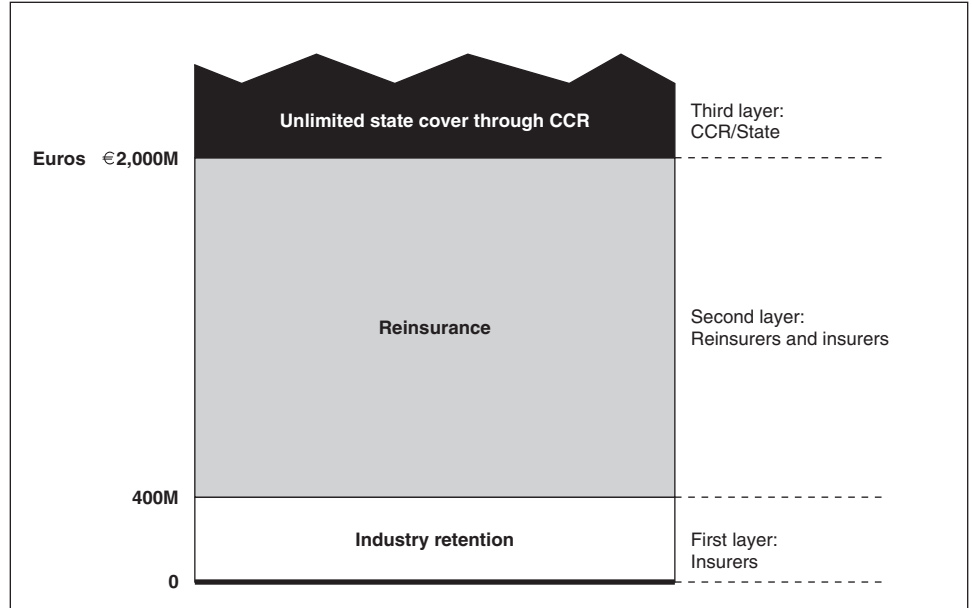 Unlimited state cover through CCR
Third layer:
CCR/State
Euros €2,000M
Reinsurance
Second layer:
Reinsurers and insurers
400M
Industry retention
First layer:
Insurers
0